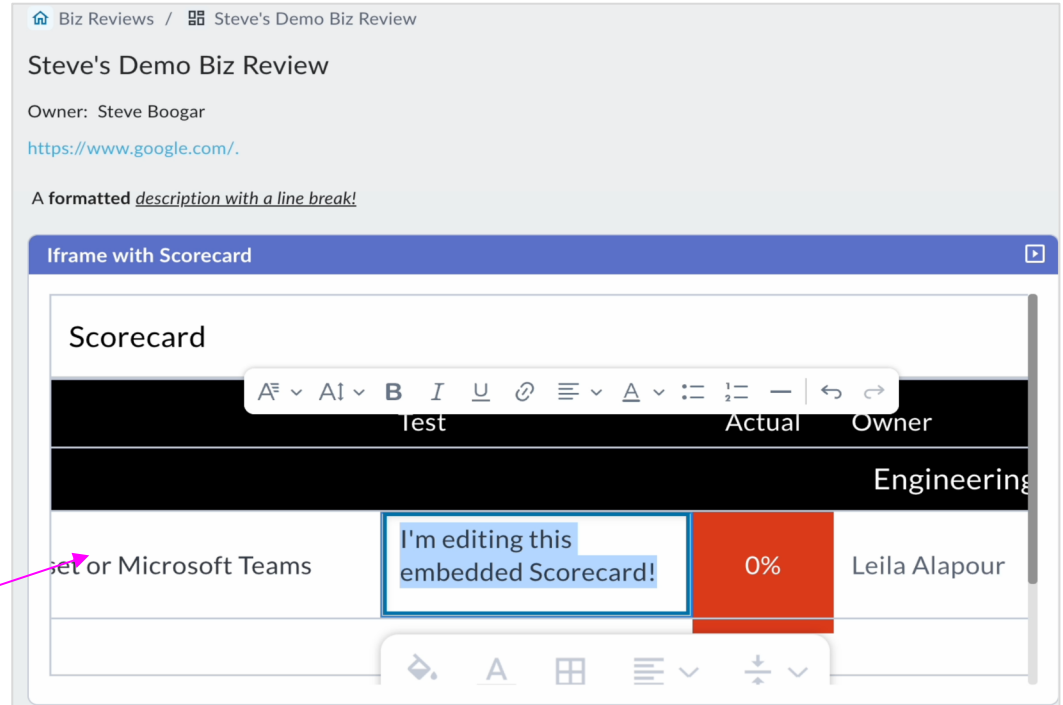 Biz Reviews / Steve's Demo Biz Review
Steve's Demo Biz Review
Owner: Steve Boogar
https://www.google.com/.
A formatted description with a line break!
Iframe with Scorecard
Scorecard
Test Actual Owner
Engineering
set or Microsoft Teams I'm editing this 0% Leila Alapour
embedded Scorecard!